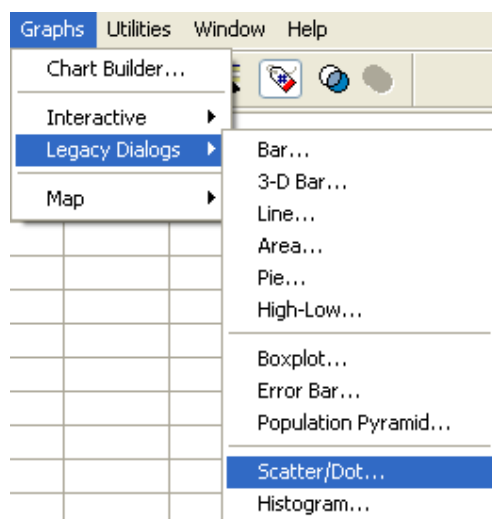 Graphs Utilities Window Help
Chart Builder...
Interactive
Legacy Dialogs
Map
Bar...
3-D Bar...
Line...
Area...
Pie...
High-Low...
Boxplot...
Error Bar...
Population Pyramid...
Scatter/Dot...
Histogram...